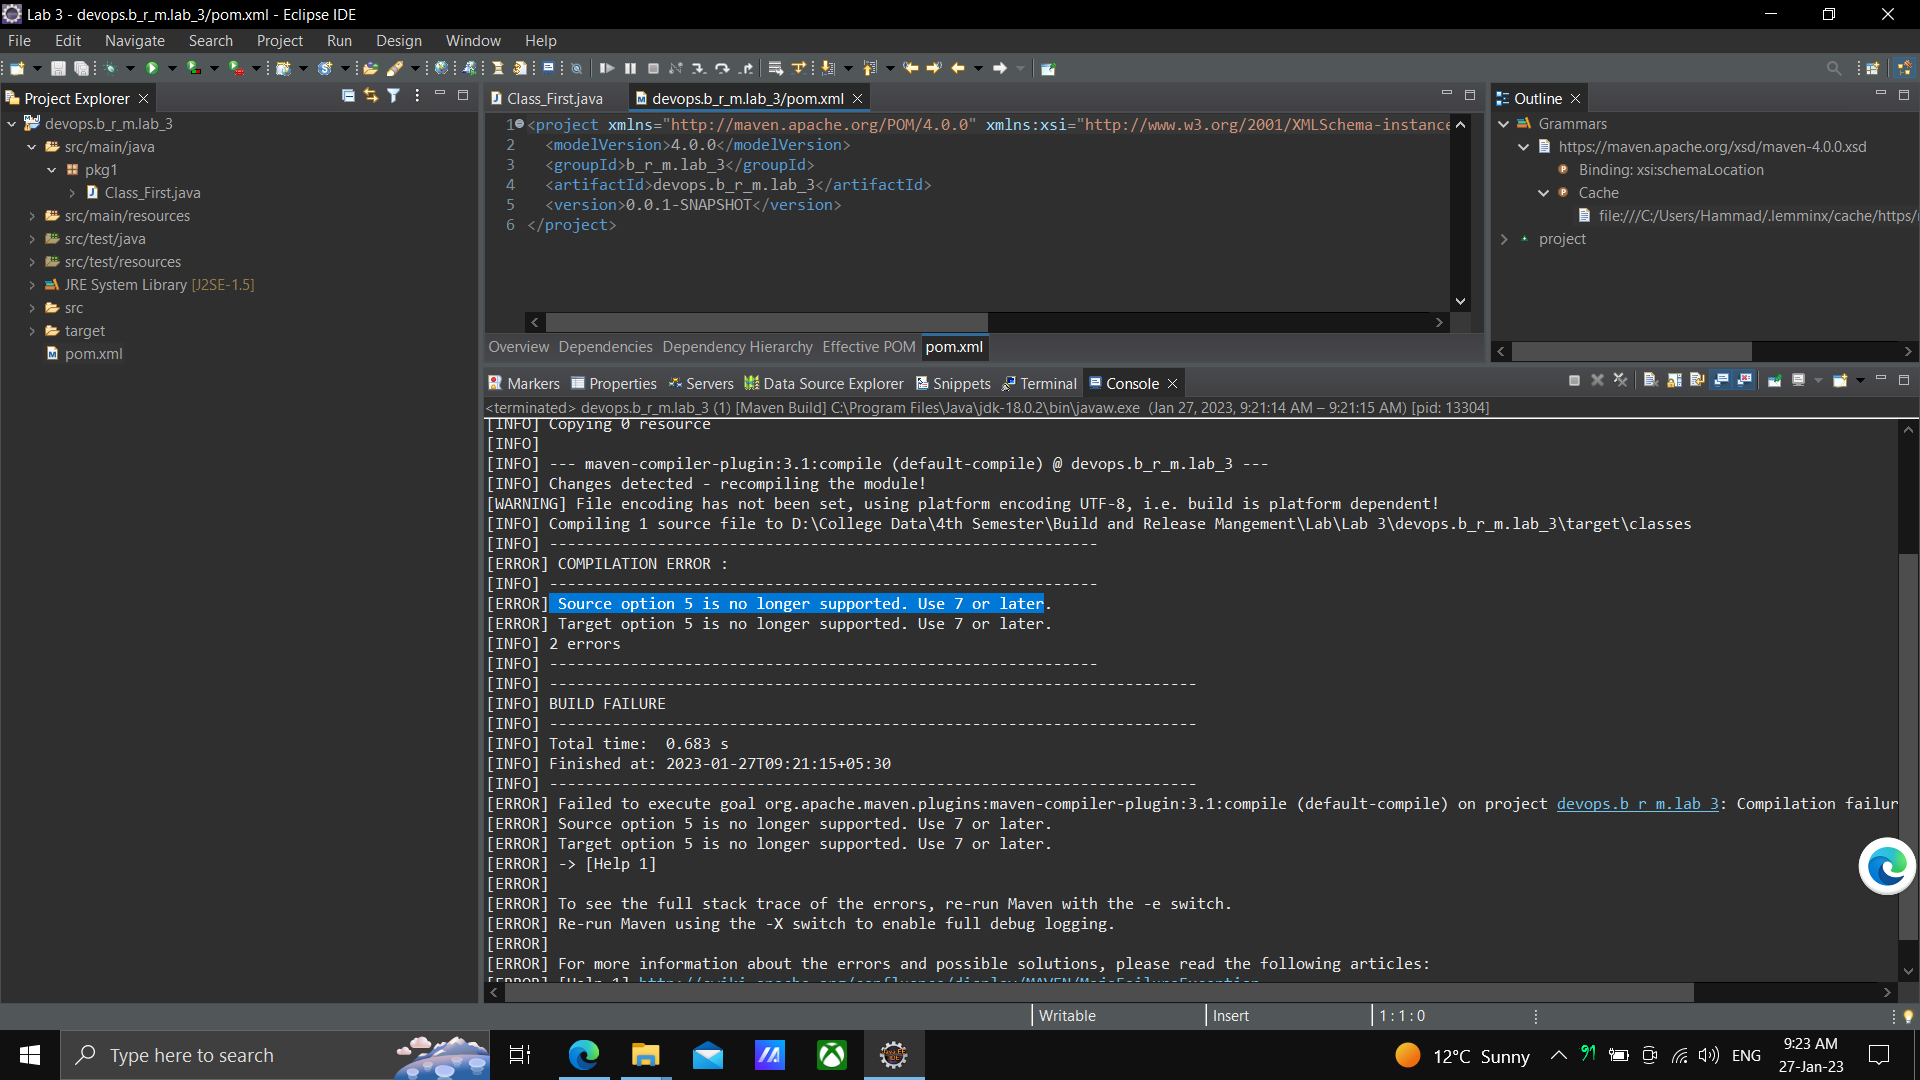 Lab 3 - devops.b_r_m.lab_3/pom.xml - Eclipse IDE
File Edit Navigate Search Project Run Design Window Help
Project Explorer
devops.b_r_m.lab_3
src/main/java
pkg1
Class_First.java
src/main/resources
src/test/java
src/test/resources
JRE System Library [J2SE-1.5]
src
target
pom.xml
Class_First.java devops.b_r_m.lab_3/pom.xml
1 <project xmlns="http://maven.apache.org/POM/4.0.0" xmlns:xsi="http://www.w3.org/2001/XMLSchema-instance
2 <modelVersion>4.0.0</modelVersion>
3 <groupId>b_r_m.lab_3</groupId>
4 <artifactId>devops.b_r_m.lab_3</artifactId>
5 <version>0.0.1-SNAPSHOT</version>
6 </project>
Overview Dependencies Dependency Hierarchy Effective POM pom.xml
Outline
Grammars
https://maven.apache.org/xsd/maven-4.0.0.xsd
Binding: xsi:schemaLocation
Cache
file:///C:/Users/Hammad/.lemminx/cache/https/
project
Markers Properties Servers Data Source Explorer Snippets Terminal Console
<terminated> devops.b_r_m.lab_3 (1) [Maven Build] C:\Program Files\Java\jdk-18.0.2\bin\javaw.exe (Jan 27, 2023, 9:21:14 AM – 9:21:15 AM) [pid: 13304]
[INFO] Copying 0 resource
[INFO]
[INFO] --- maven-compiler-plugin:3.1:compile (default-compile) @ devops.b_r_m.lab_3 ---
[INFO] Changes detected - recompiling the module!
[WARNING] File encoding has not been set, using platform encoding UTF-8, i.e. build is platform dependent!
[INFO] Compiling 1 source file to D:\College Data\4th Semester\Build and Release Mangement\Lab\Lab 3\devops.b_r_m.lab_3\target\classes
[INFO] -------------------------------------------------------------
[ERROR] COMPILATION ERROR :
[INFO] -------------------------------------------------------------
[ERROR] Source option 5 is no longer supported. Use 7 or later.
[ERROR] Target option 5 is no longer supported. Use 7 or later.
[INFO] 2 errors
[INFO] -------------------------------------------------------------
[INFO] ------------------------------------------------------------------------
[INFO] BUILD FAILURE
[INFO] ------------------------------------------------------------------------
[INFO] Total time:  0.683 s
[INFO] Finished at: 2023-01-27T09:21:15+05:30
[INFO] ------------------------------------------------------------------------
[ERROR] Failed to execute goal org.apache.maven.plugins:maven-compiler-plugin:3.1:compile (default-compile) on project devops.b_r_m.lab_3: Compilation failur
[ERROR] Source option 5 is no longer supported. Use 7 or later.
[ERROR] Target option 5 is no longer supported. Use 7 or later.
[ERROR] -> [Help 1]
[ERROR]
[ERROR] To see the full stack trace of the errors, re-run Maven with the -e switch.
[ERROR] Re-run Maven using the -X switch to enable full debug logging.
[ERROR]
[ERROR] For more information about the errors and possible solutions, please read the following articles:
[ERROR] [Help 1] http://cwiki.apache.org/confluence/display/MAVEN/MojoFailureException
Writable Insert 1 : 1 : 0
Type here to search
12°C Sunny
91
ENG
9:23 AM
27-Jan-23